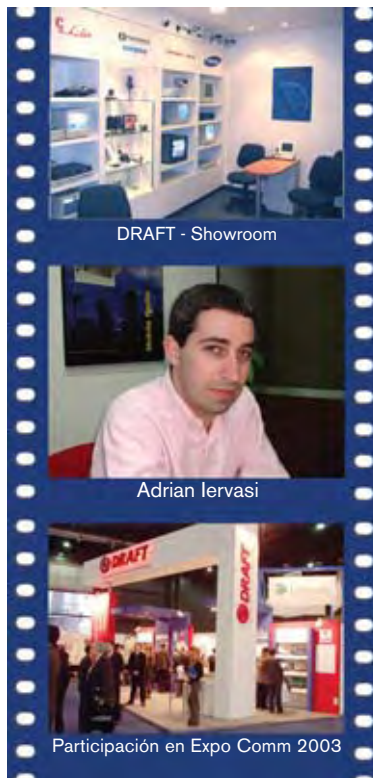 DRAFT - Showroom
Adrian Iervasi
DRAFT
DRAFT
Participación en Expo Comm 2003